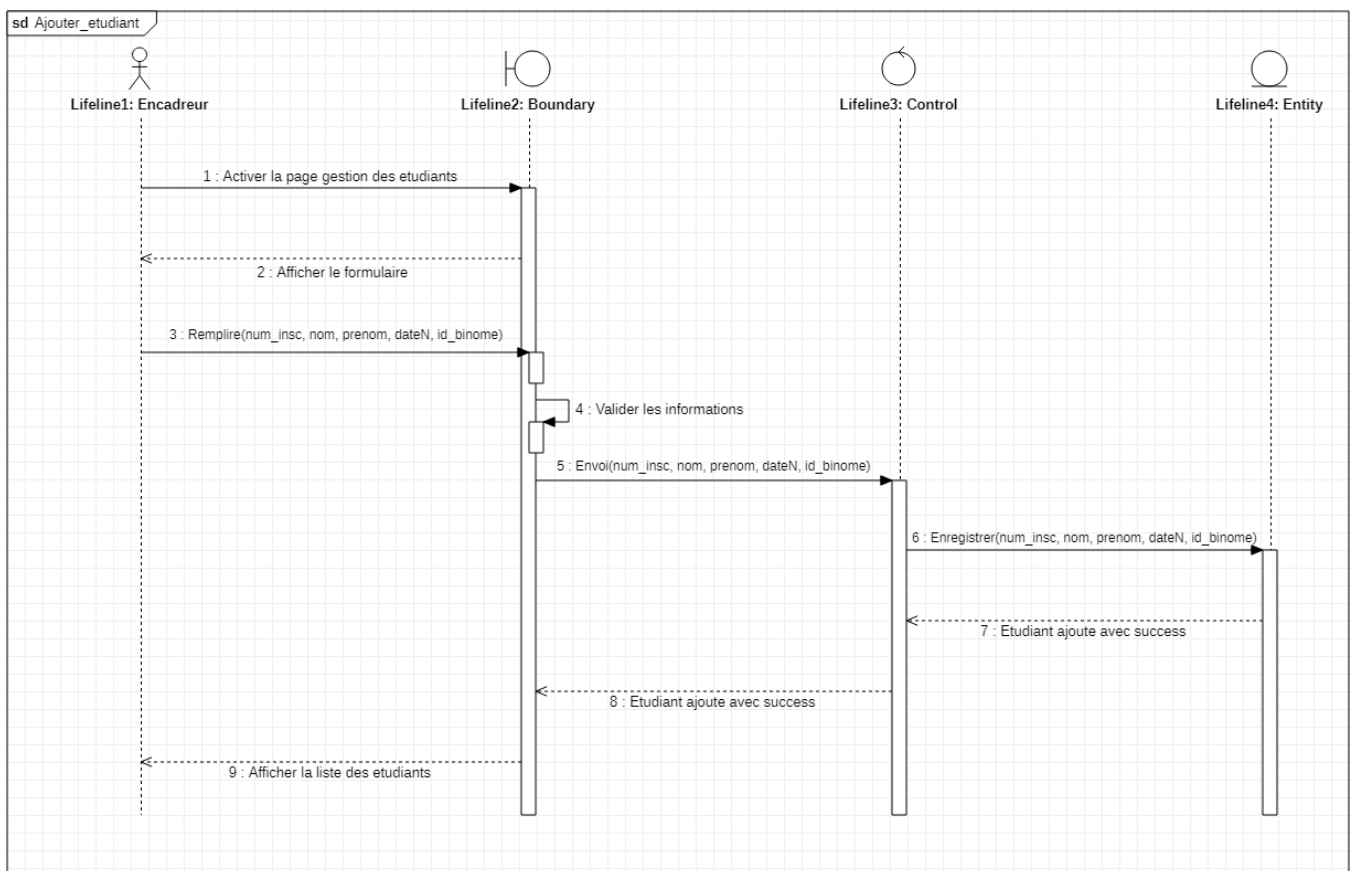 sd Ajouter_etudiant
Lifeline1: Encadreur
Lifeline2: Boundary
Lifeline3: Control
Lifeline4: Entity
1 : Activer la page gestion des etudiants
2 : Afficher le formulaire
3 : Remplire(num_insc, nom, prenom, dateN, id_binome)
4 : Valider les informations
5 : Envoi(num_insc, nom, prenom, dateN, id_binome)
6 : Enregistrer(num_insc, nom, prenom, dateN, id_binome)
7 : Etudiant ajoute avec success
8 : Etudiant ajoute avec success
9 : Afficher la liste des etudiants